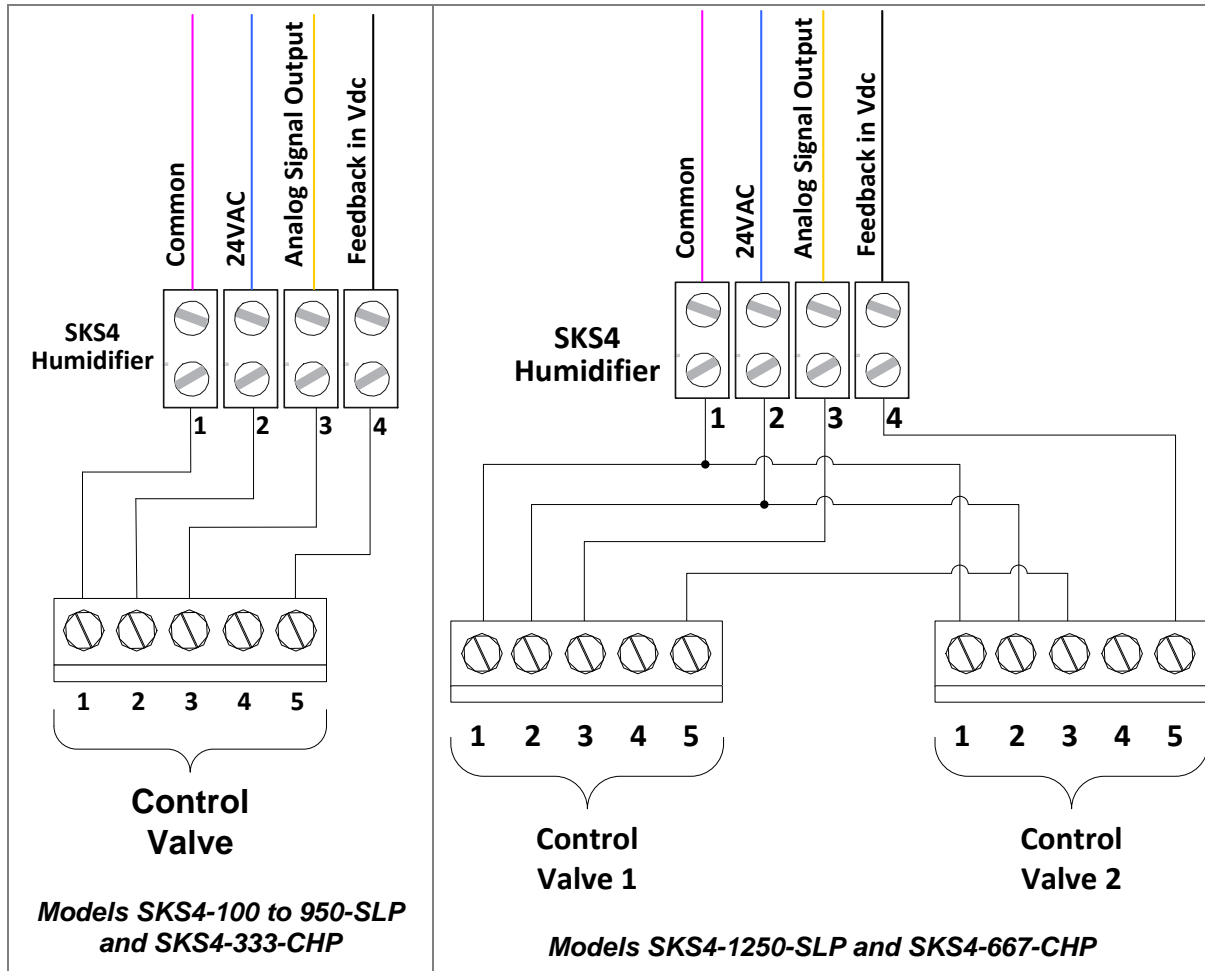 Common
24VAC
Analog Signal Output
Feedback in Vdc
SKS4
Humidifier
1 2 3 4
1 2 3 4 5
Control
Valve
Models SKS4-100 to 950-SLP
and SKS4-333-CHP
Common
24VAC
Analog Signal Output
Feedback in Vdc
SKS4
Humidifier
1 2 3 4
1 2 3 4 5
1 2 3 4 5
Control
Valve 1
Control
Valve 2
Models SKS4-1250-SLP and SKS4-667-CHP